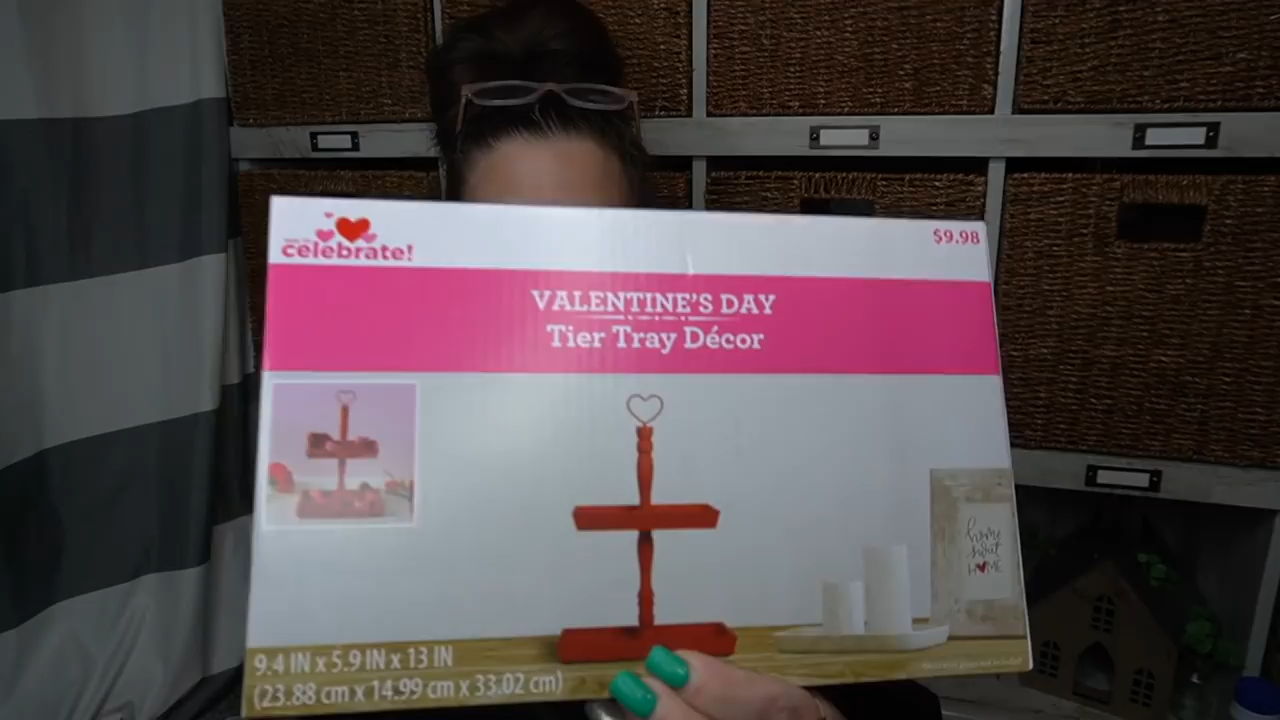 celebrate!
$9.98
VALENTINE'S DAY
Tier Tray Décor
home
sweet
H♥ME
9.4 IN x 5.9 IN x 13 IN
(23.88 cm x 14.99 cm x 33.02 cm)